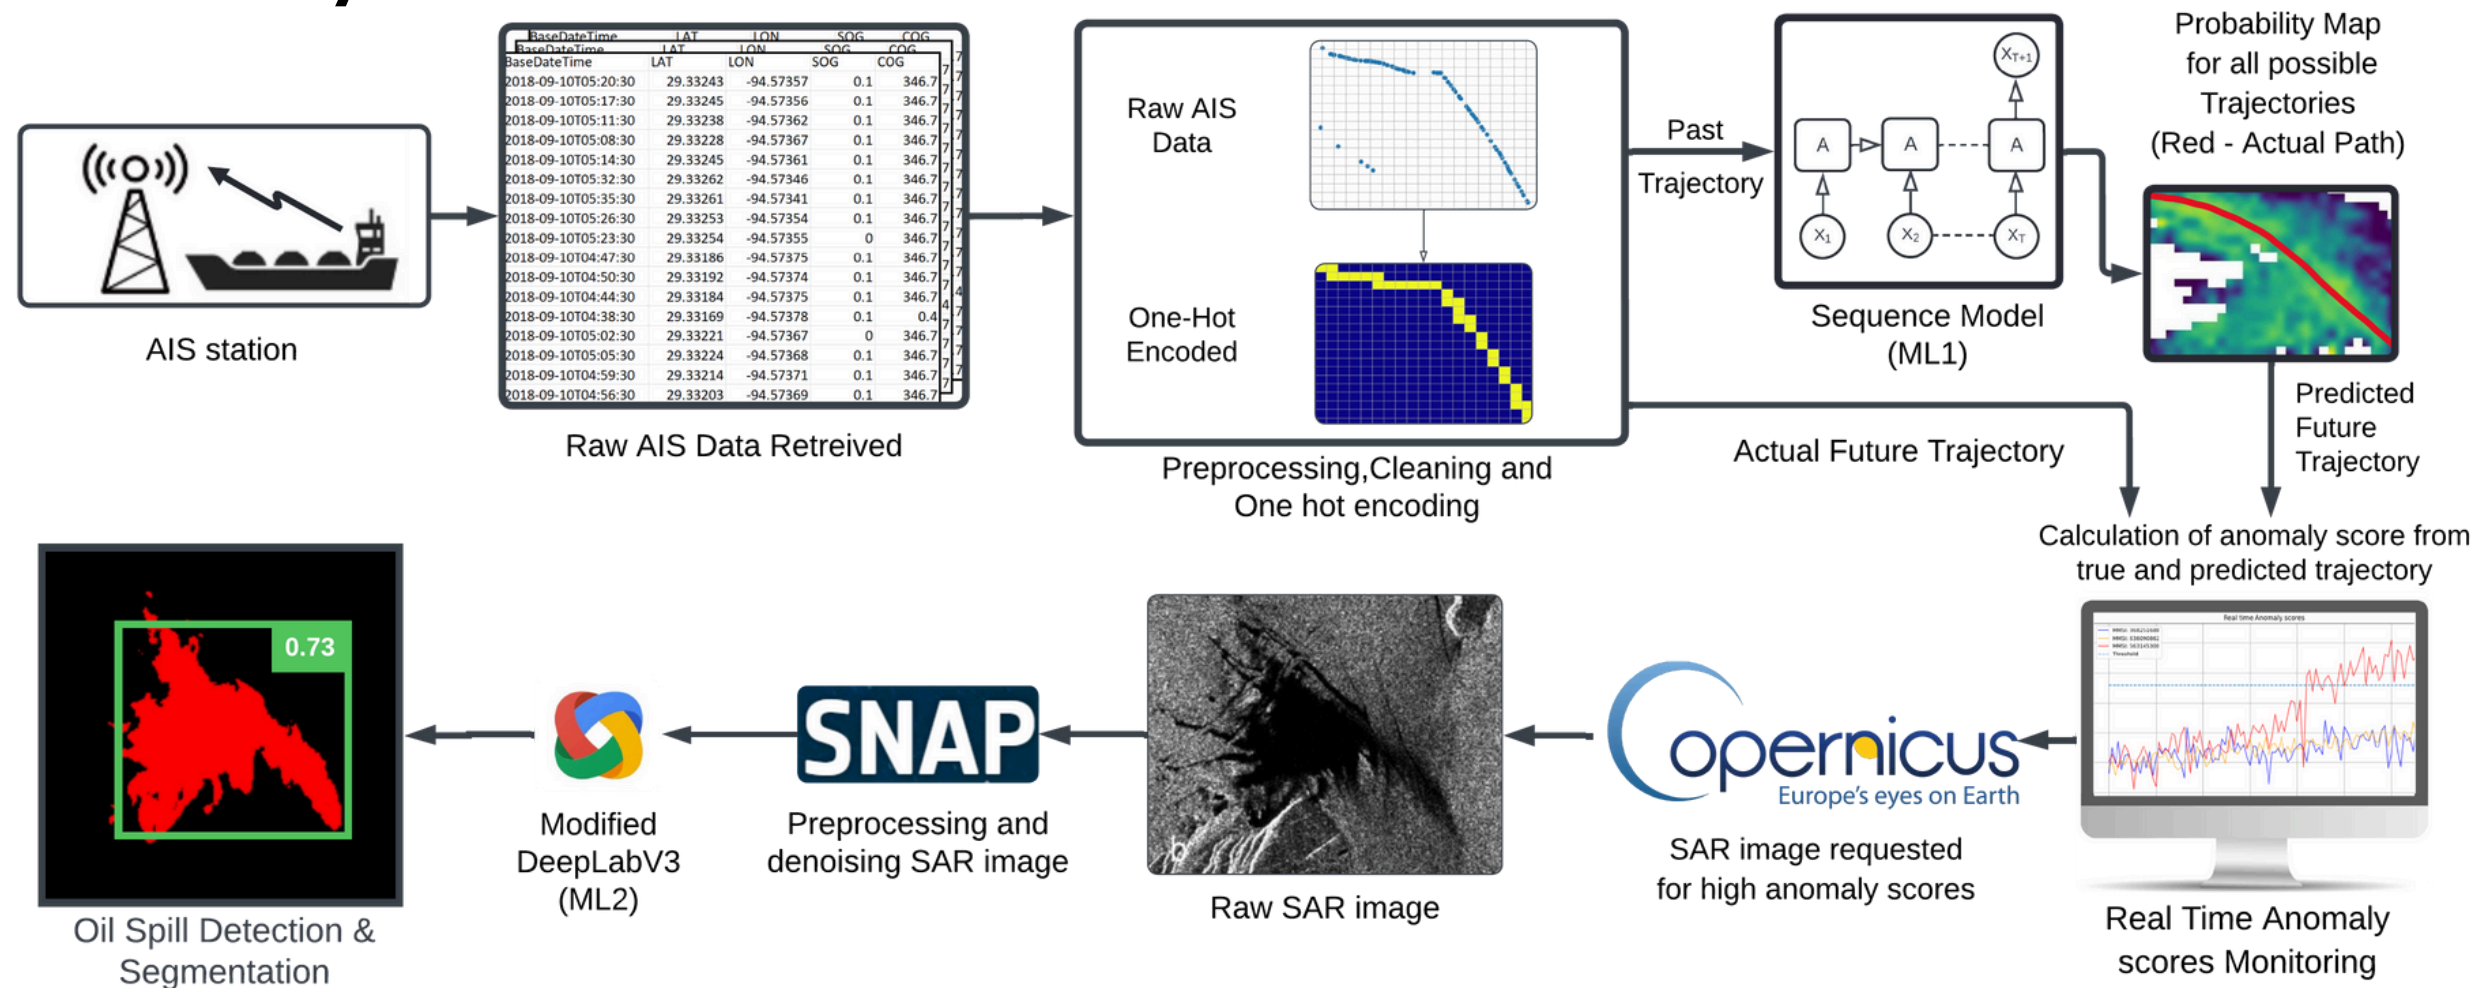 BaseDateTime LAT LON SOG COG
BaseDateTime LAT LON SOG COG
BaseDateTime LAT LON SOG COG
2018-09-10T05:20:30 29.33243 -94.57357 0.1 346.7
2018-09-10T05:17:30 29.33245 -94.57356 0.1 346.7
2018-09-10T05:11:30 29.33238 -94.57362 0.1 346.7
2018-09-10T05:08:30 29.33228 -94.57367 0.1 346.7
2018-09-10T05:14:30 29.33245 -94.57361 0.1 346.7
2018-09-10T05:32:30 29.33262 -94.57346 0.1 346.7
2018-09-10T05:35:30 29.33261 -94.57341 0.1 346.7
2018-09-10T05:26:30 29.33253 -94.57354 0.1 346.7
2018-09-10T05:23:30 29.33254 -94.57355 0 346.7
2018-09-10T04:47:30 29.33186 -94.57375 0.1 346.7
2018-09-10T04:50:30 29.33192 -94.57374 0.1 346.7
2018-09-10T04:44:30 29.33184 -94.57375 0.1 346.7
2018-09-10T04:38:30 29.33169 -94.57378 0.1 0.4
2018-09-10T05:02:30 29.33221 -94.57367 0 346.7
2018-09-10T05:05:30 29.33224 -94.57368 0.1 346.7
2018-09-10T04:59:30 29.33214 -94.57371 0.1 346.7
2018-09-10T04:56:30 29.33203 -94.57369 0.1 346.7
AIS station
Raw AIS Data Retreived
Raw AIS
Data
One-Hot
Encoded
Preprocessing,Cleaning and
One hot encoding
Past
Trajectory
X_T+1
A A A
X_1 X_2 X_T
Sequence Model
(ML1)
Probability Map
for all possible
Trajectories
(Red - Actual Path)
Actual Future Trajectory
Predicted
Future
Trajectory
Calculation of anomaly score from
true and predicted trajectory
Real time Anomaly scores
Threshold
Real Time Anomaly
scores Monitoring
opernicus
Europe's eyes on Earth
SAR image requested
for high anomaly scores
Raw SAR image
SNAP
Preprocessing and
denoising SAR image
Modified
DeepLabV3
(ML2)
0.73
Oil Spill Detection &
Segmentation